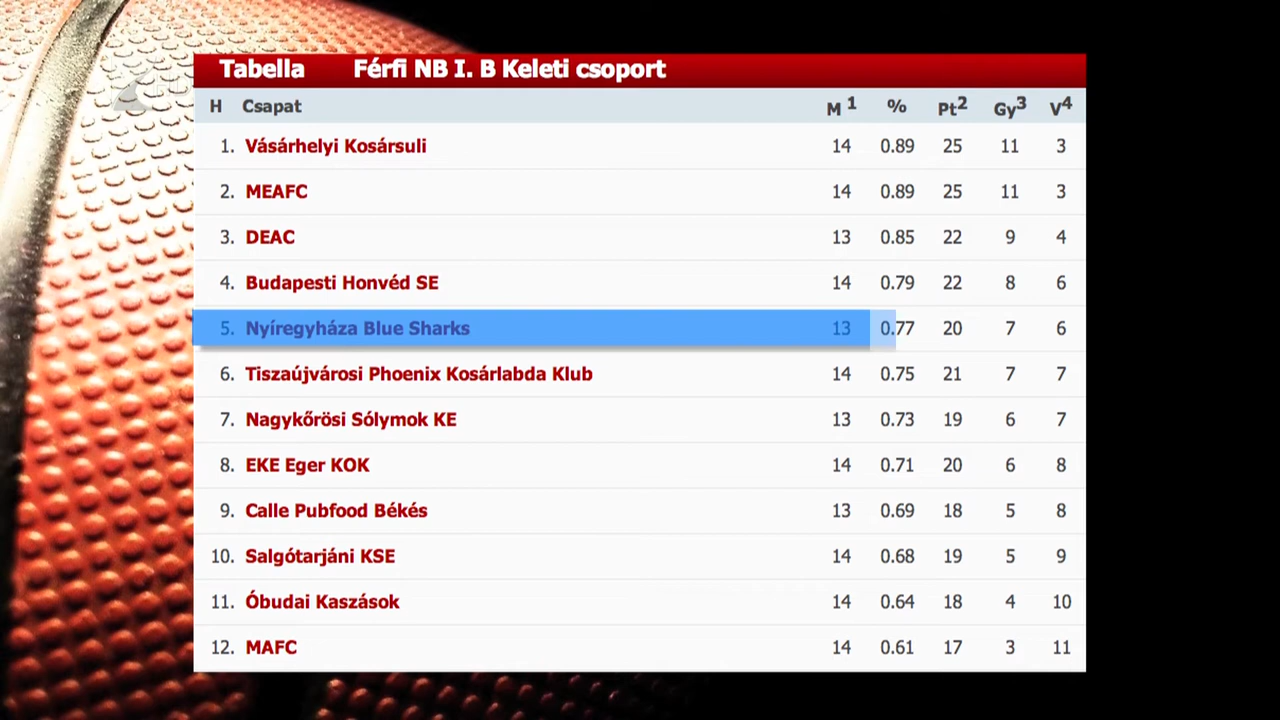 Tabella Férfi NB I. B Keleti csoport
H Csapat M 1 % Pt2 Gy3 V4
1. Vásárhelyi Kosársuli 14 0.89 25 11 3
2. MEAFC 14 0.89 25 11 3
3. DEAC 13 0.85 22 9 4
4. Budapesti Honvéd SE 14 0.79 22 8 6
5. Nyíregyháza Blue Sharks 13 0.77 20 7 6
6. Tiszaújvárosi Phoenix Kosárlabda Klub 14 0.75 21 7 7
7. Nagykőrösi Sólymok KE 13 0.73 19 6 7
8. EKE Eger KOK 14 0.71 20 6 8
9. Calle Pubfood Békés 13 0.69 18 5 8
10. Salgótarjáni KSE 14 0.68 19 5 9
11. Óbudai Kaszások 14 0.64 18 4 10
12. MAFC 14 0.61 17 3 11